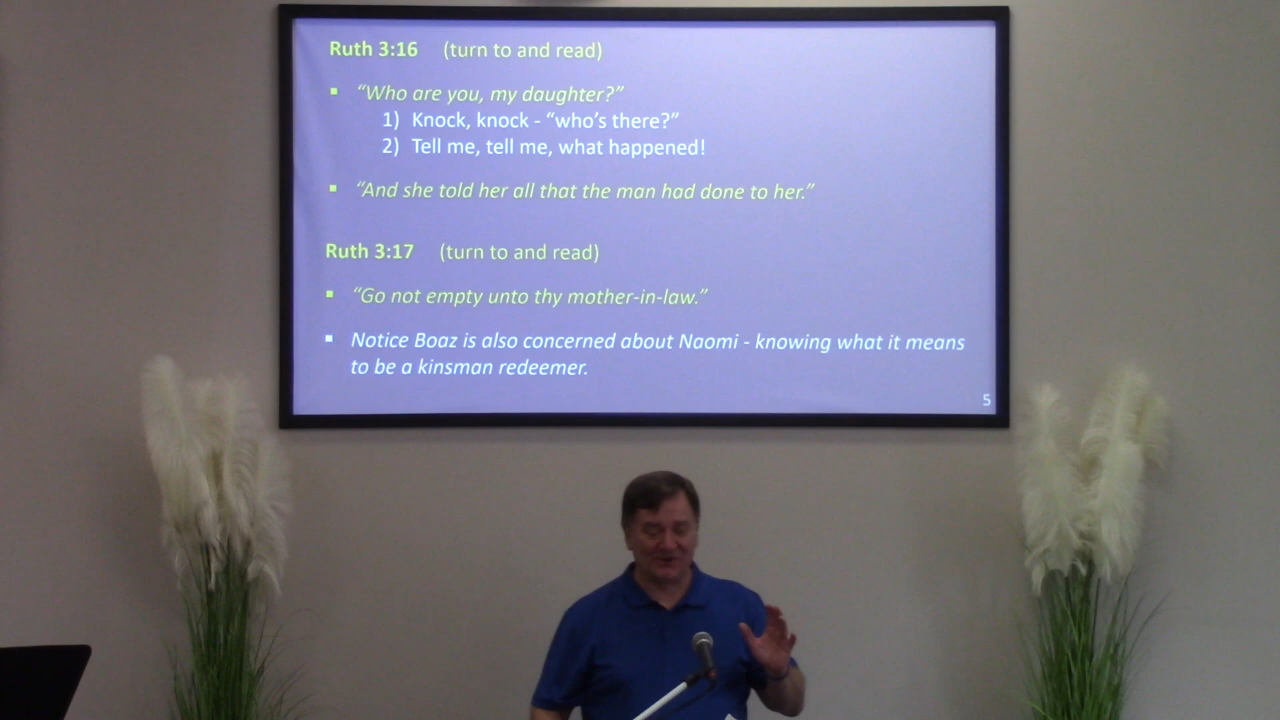 Ruth 3:16 (turn to and read)
▪ “Who are you, my daughter?”
1) Knock, knock - “who’s there?”
2) Tell me, tell me, what happened!
▪ “And she told her all that the man had done to her.”
Ruth 3:17 (turn to and read)
▪ “Go not empty unto thy mother-in-law.”
▪ Notice Boaz is also concerned about Naomi - knowing what it means
to be a kinsman redeemer.
5